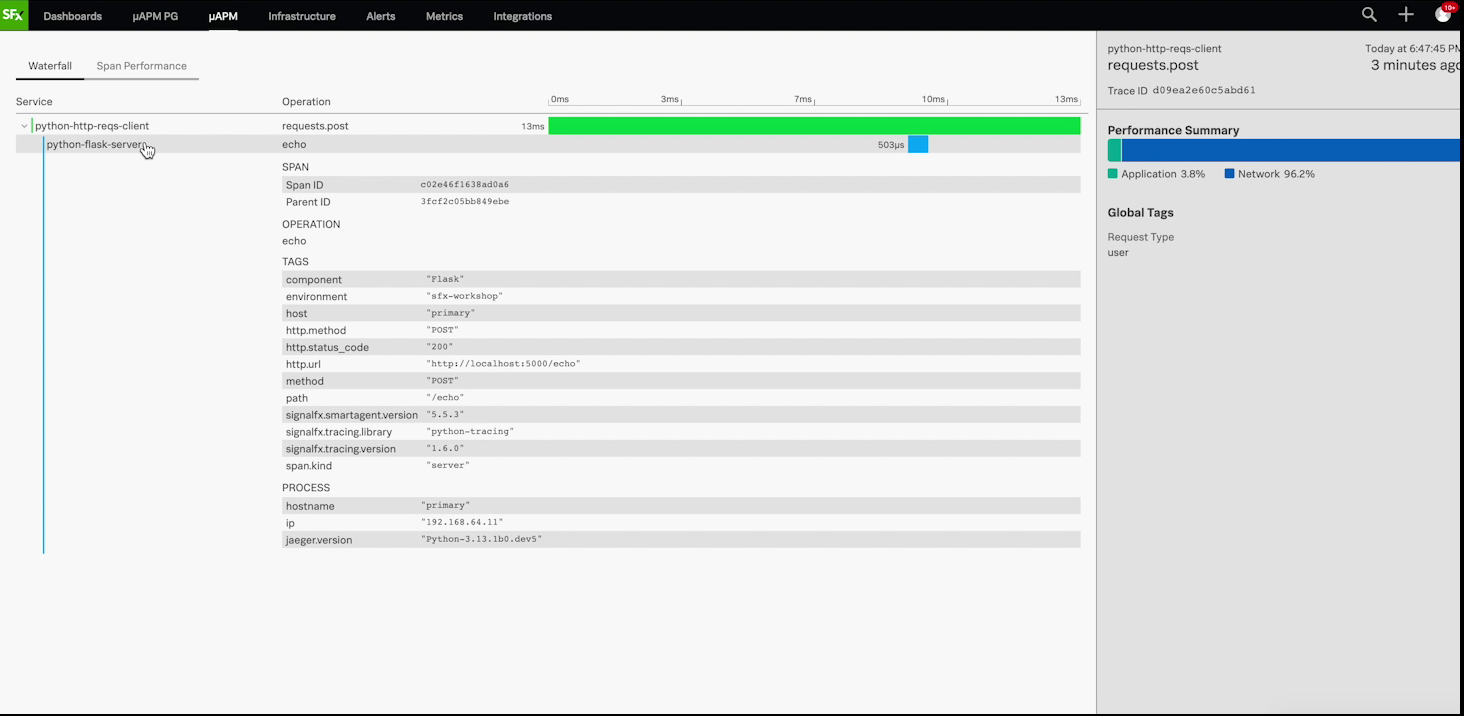 SFx Dashboards µAPM PG µAPM Infrastructure Alerts Metrics Integrations 10+
Waterfall Span Performance
Service Operation 0ms 3ms 7ms 10ms 13ms
python-http-reqs-client requests.post 13ms
python-flask-server echo 503µs
SPAN
Span ID c02e46f1638ad0a6
Parent ID 3fcf2c05bb849ebe
OPERATION
echo
TAGS
component "Flask"
environment "sfx-workshop"
host "primary"
http.method "POST"
http.status_code "200"
http.url "http://localhost:5000/echo"
method "POST"
path "/echo"
signalfx.smartagent.version "5.5.3"
signalfx.tracing.library "python-tracing"
signalfx.tracing.version "1.6.0"
span.kind "server"
PROCESS
hostname "primary"
ip "192.168.64.11"
jaeger.version "Python-3.13.1b0.dev5"
python-http-reqs-client Today at 6:47:45 PM
requests.post 3 minutes ago
Trace ID d09ea2e60c5abd61
Performance Summary
Application 3.8% Network 96.2%
Global Tags
Request Type
user